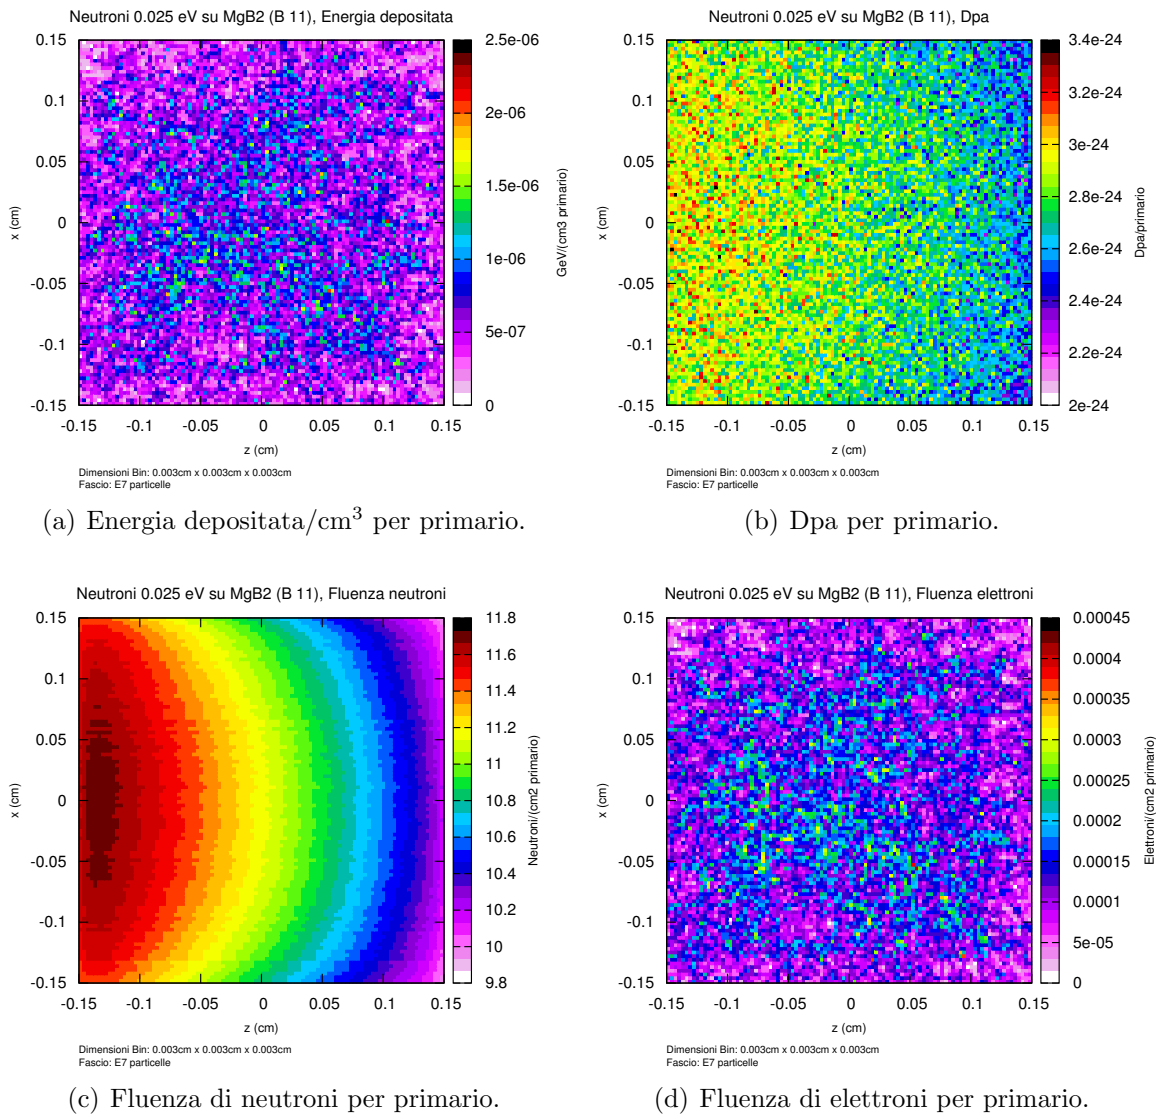 Neutroni 0.025 eV su MgB2 (B 11), Energia depositata
0.15
0.1
0.05
0
-0.05
-0.1
-0.15
x (cm)
-0.15 -0.1 -0.05 0 0.05 0.1 0.15
z (cm)
2.5e-06
2e-06
1.5e-06
1e-06
5e-07
0
GeV/(cm3 primario)
Dimensioni Bin: 0.003cm x 0.003cm x 0.003cm
Fascio: E7 particelle
(a) Energia depositata/cm³ per primario.
Neutroni 0.025 eV su MgB2 (B 11), Dpa
0.15
0.1
0.05
0
-0.05
-0.1
-0.15
x (cm)
-0.15 -0.1 -0.05 0 0.05 0.1 0.15
z (cm)
3.4e-24
3.2e-24
3e-24
2.8e-24
2.6e-24
2.4e-24
2.2e-24
2e-24
Dpa/primario
Dimensioni Bin: 0.003cm x 0.003cm x 0.003cm
Fascio: E7 particelle
(b) Dpa per primario.
Neutroni 0.025 eV su MgB2 (B 11), Fluenza neutroni
0.15
0.1
0.05
0
-0.05
-0.1
-0.15
x (cm)
-0.15 -0.1 -0.05 0 0.05 0.1 0.15
z (cm)
11.8
11.6
11.4
11.2
11
10.8
10.6
10.4
10.2
10
9.8
Neutroni/(cm2 primario)
Dimensioni Bin: 0.003cm x 0.003cm x 0.003cm
Fascio: E7 particelle
(c) Fluenza di neutroni per primario.
Neutroni 0.025 eV su MgB2 (B 11), Fluenza elettroni
0.15
0.1
0.05
0
-0.05
-0.1
-0.15
x (cm)
-0.15 -0.1 -0.05 0 0.05 0.1 0.15
z (cm)
0.00045
0.0004
0.00035
0.0003
0.00025
0.0002
0.00015
0.0001
5e-05
0
Elettroni/(cm2 primario)
Dimensioni Bin: 0.003cm x 0.003cm x 0.003cm
Fascio: E7 particelle
(d) Fluenza di elettroni per primario.